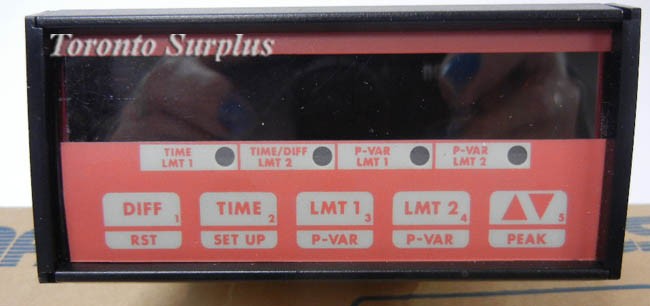 Toronto Surplus
TIME LMT 1
TIME/DIFF LMT 2
P-VAR LMT 1
P-VAR LMT 2
DIFF 1
TIME 2
LMT 1 3
LMT 2 4
5
RST
SET UP
P-VAR
P-VAR
PEAK